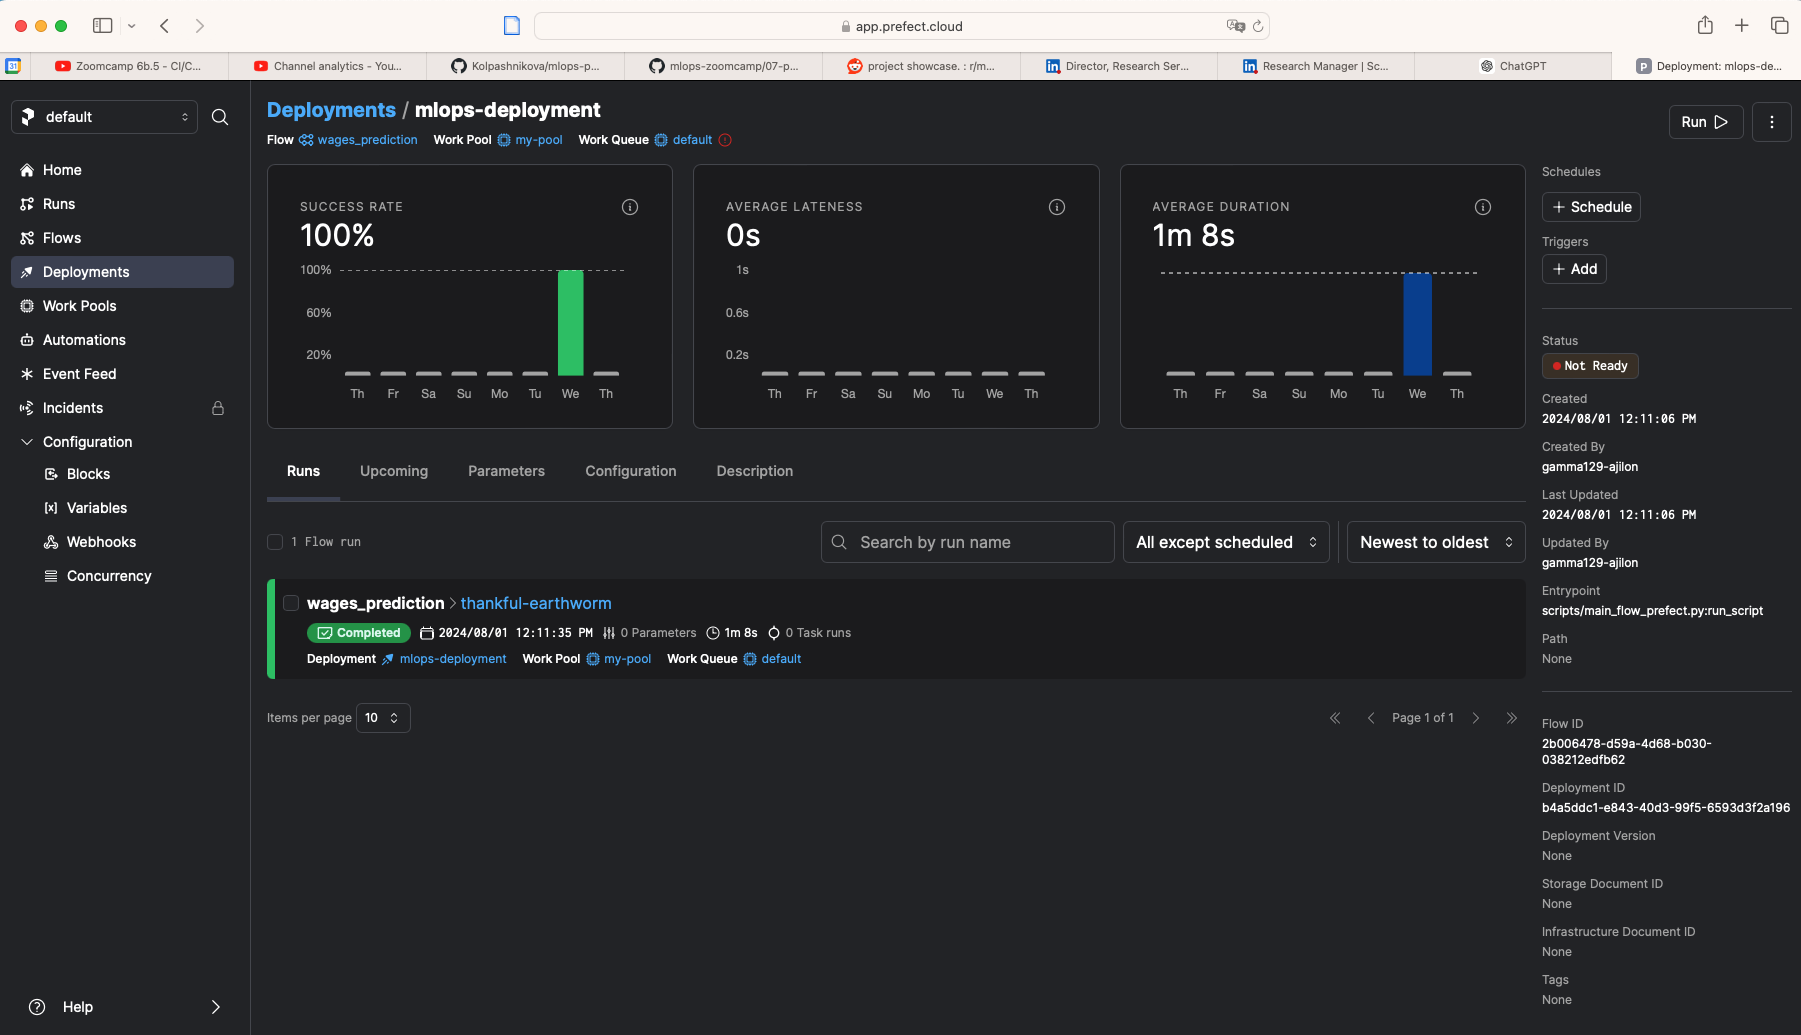 app.prefect.cloud
31
Zoomcamp 6b.5 - CI/C...
Channel analytics - You...
Kolpashnikova/mlops-p...
mlops-zoomcamp/07-p...
project showcase. : r/m...
Director, Research Ser...
Research Manager | Sc...
ChatGPT
P Deployment: mlops-de...
default
Home
Runs
Flows
Deployments
Work Pools
Automations
Event Feed
Incidents
Configuration
Blocks
Variables
Webhooks
Concurrency
Help
Deployments / mlops-deployment
Flow wages_prediction Work Pool my-pool Work Queue default
Run
SUCCESS RATE
100%
100%
60%
20%
Th Fr Sa Su Mo Tu We Th
AVERAGE LATENESS
0s
1s
0.6s
0.2s
Th Fr Sa Su Mo Tu We Th
AVERAGE DURATION
1m 8s
Th Fr Sa Su Mo Tu We Th
Runs Upcoming Parameters Configuration Description
1 Flow run
Search by run name
All except scheduled
Newest to oldest
wages_prediction > thankful-earthworm
Completed 2024/08/01 12:11:35 PM 0 Parameters 1m 8s 0 Task runs
Deployment mlops-deployment Work Pool my-pool Work Queue default
Items per page 10
Page 1 of 1
Schedules
+ Schedule
Triggers
+ Add
Status
Not Ready
Created
2024/08/01 12:11:06 PM
Created By
gamma129-ajilon
Last Updated
2024/08/01 12:11:06 PM
Updated By
gamma129-ajilon
Entrypoint
scripts/main_flow_prefect.py:run_script
Path
None
Flow ID
2b006478-d59a-4d68-b030-
038212edfb62
Deployment ID
b4a5ddc1-e843-40d3-99f5-6593d3f2a196
Deployment Version
None
Storage Document ID
None
Infrastructure Document ID
None
Tags
None